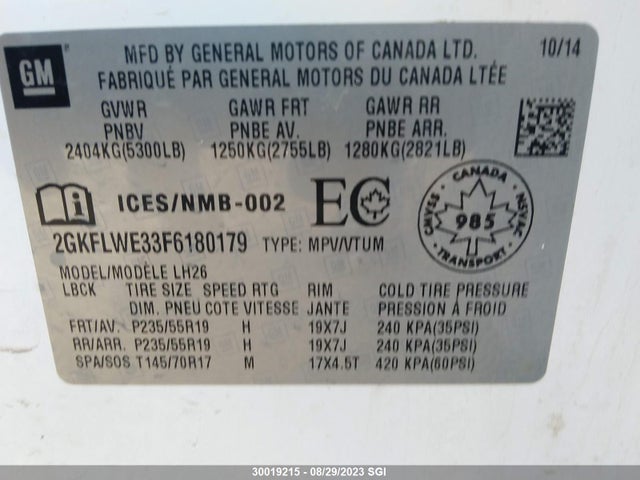 GM
MFD BY GENERAL MOTORS OF CANADA LTD. 10/14
FABRIQUÉ PAR GENERAL MOTORS DU CANADA LTÉE
GVWR GAWR FRT GAWR RR
PNBV PNBE AV. PNBE ARR.
2404KG(5300LB) 1250KG(2755LB) 1280KG(2821LB)
ICES/NMB-002 EC
CANADA
CMVSS 985 NSVAC
TRANSPORT
2GKFLWE33F6180179 TYPE: MPV/VTUM
MODEL/MODÈLE LH26
LBCK TIRE SIZE SPEED RTG RIM COLD TIRE PRESSURE
DIM. PNEU COTE VITESSE JANTE PRESSION À FROID
FRT/AV. P235/55R19 H 19X7J 240 KPA(35PSI)
RR/ARR. P235/55R19 H 19X7J 240 KPA(35PSI)
SPA/SOS T145/70R17 M 17X4.5T 420 KPA(60PSI)
30019215 - 08/29/2023 SGI